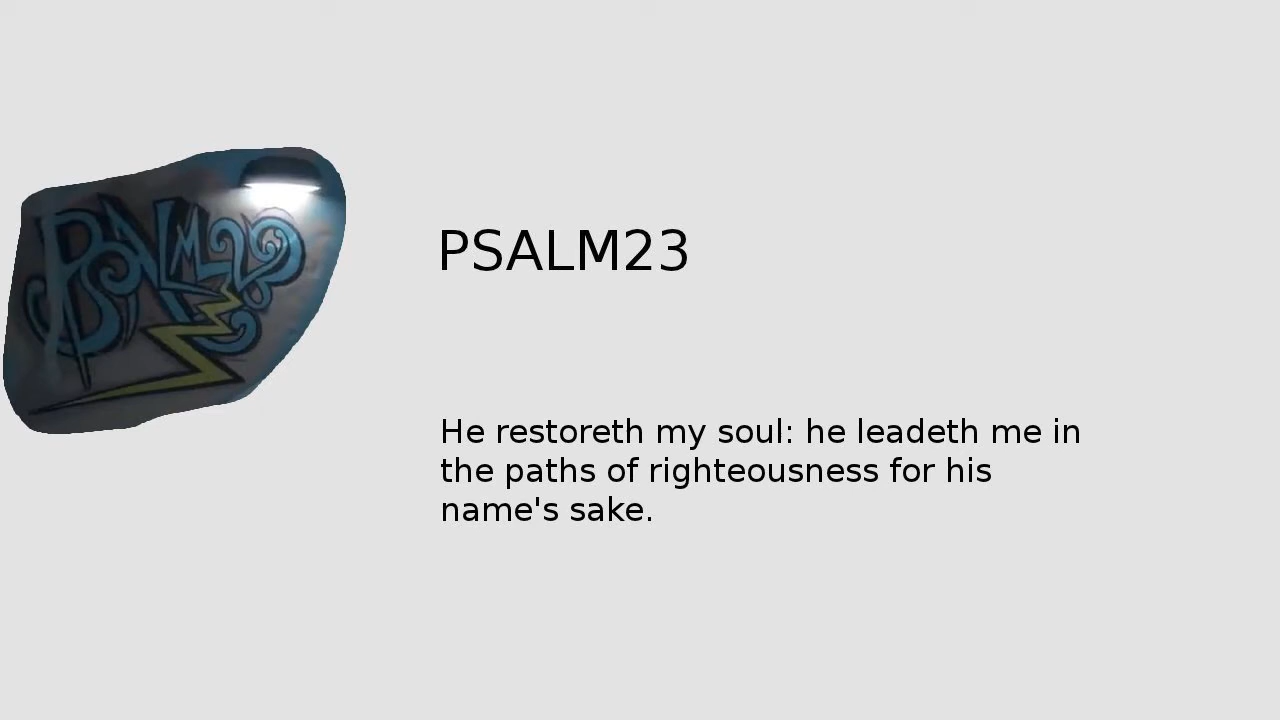 PSALM23
PSALM23
He restoreth my soul: he leadeth me in
the paths of righteousness for his
name's sake.